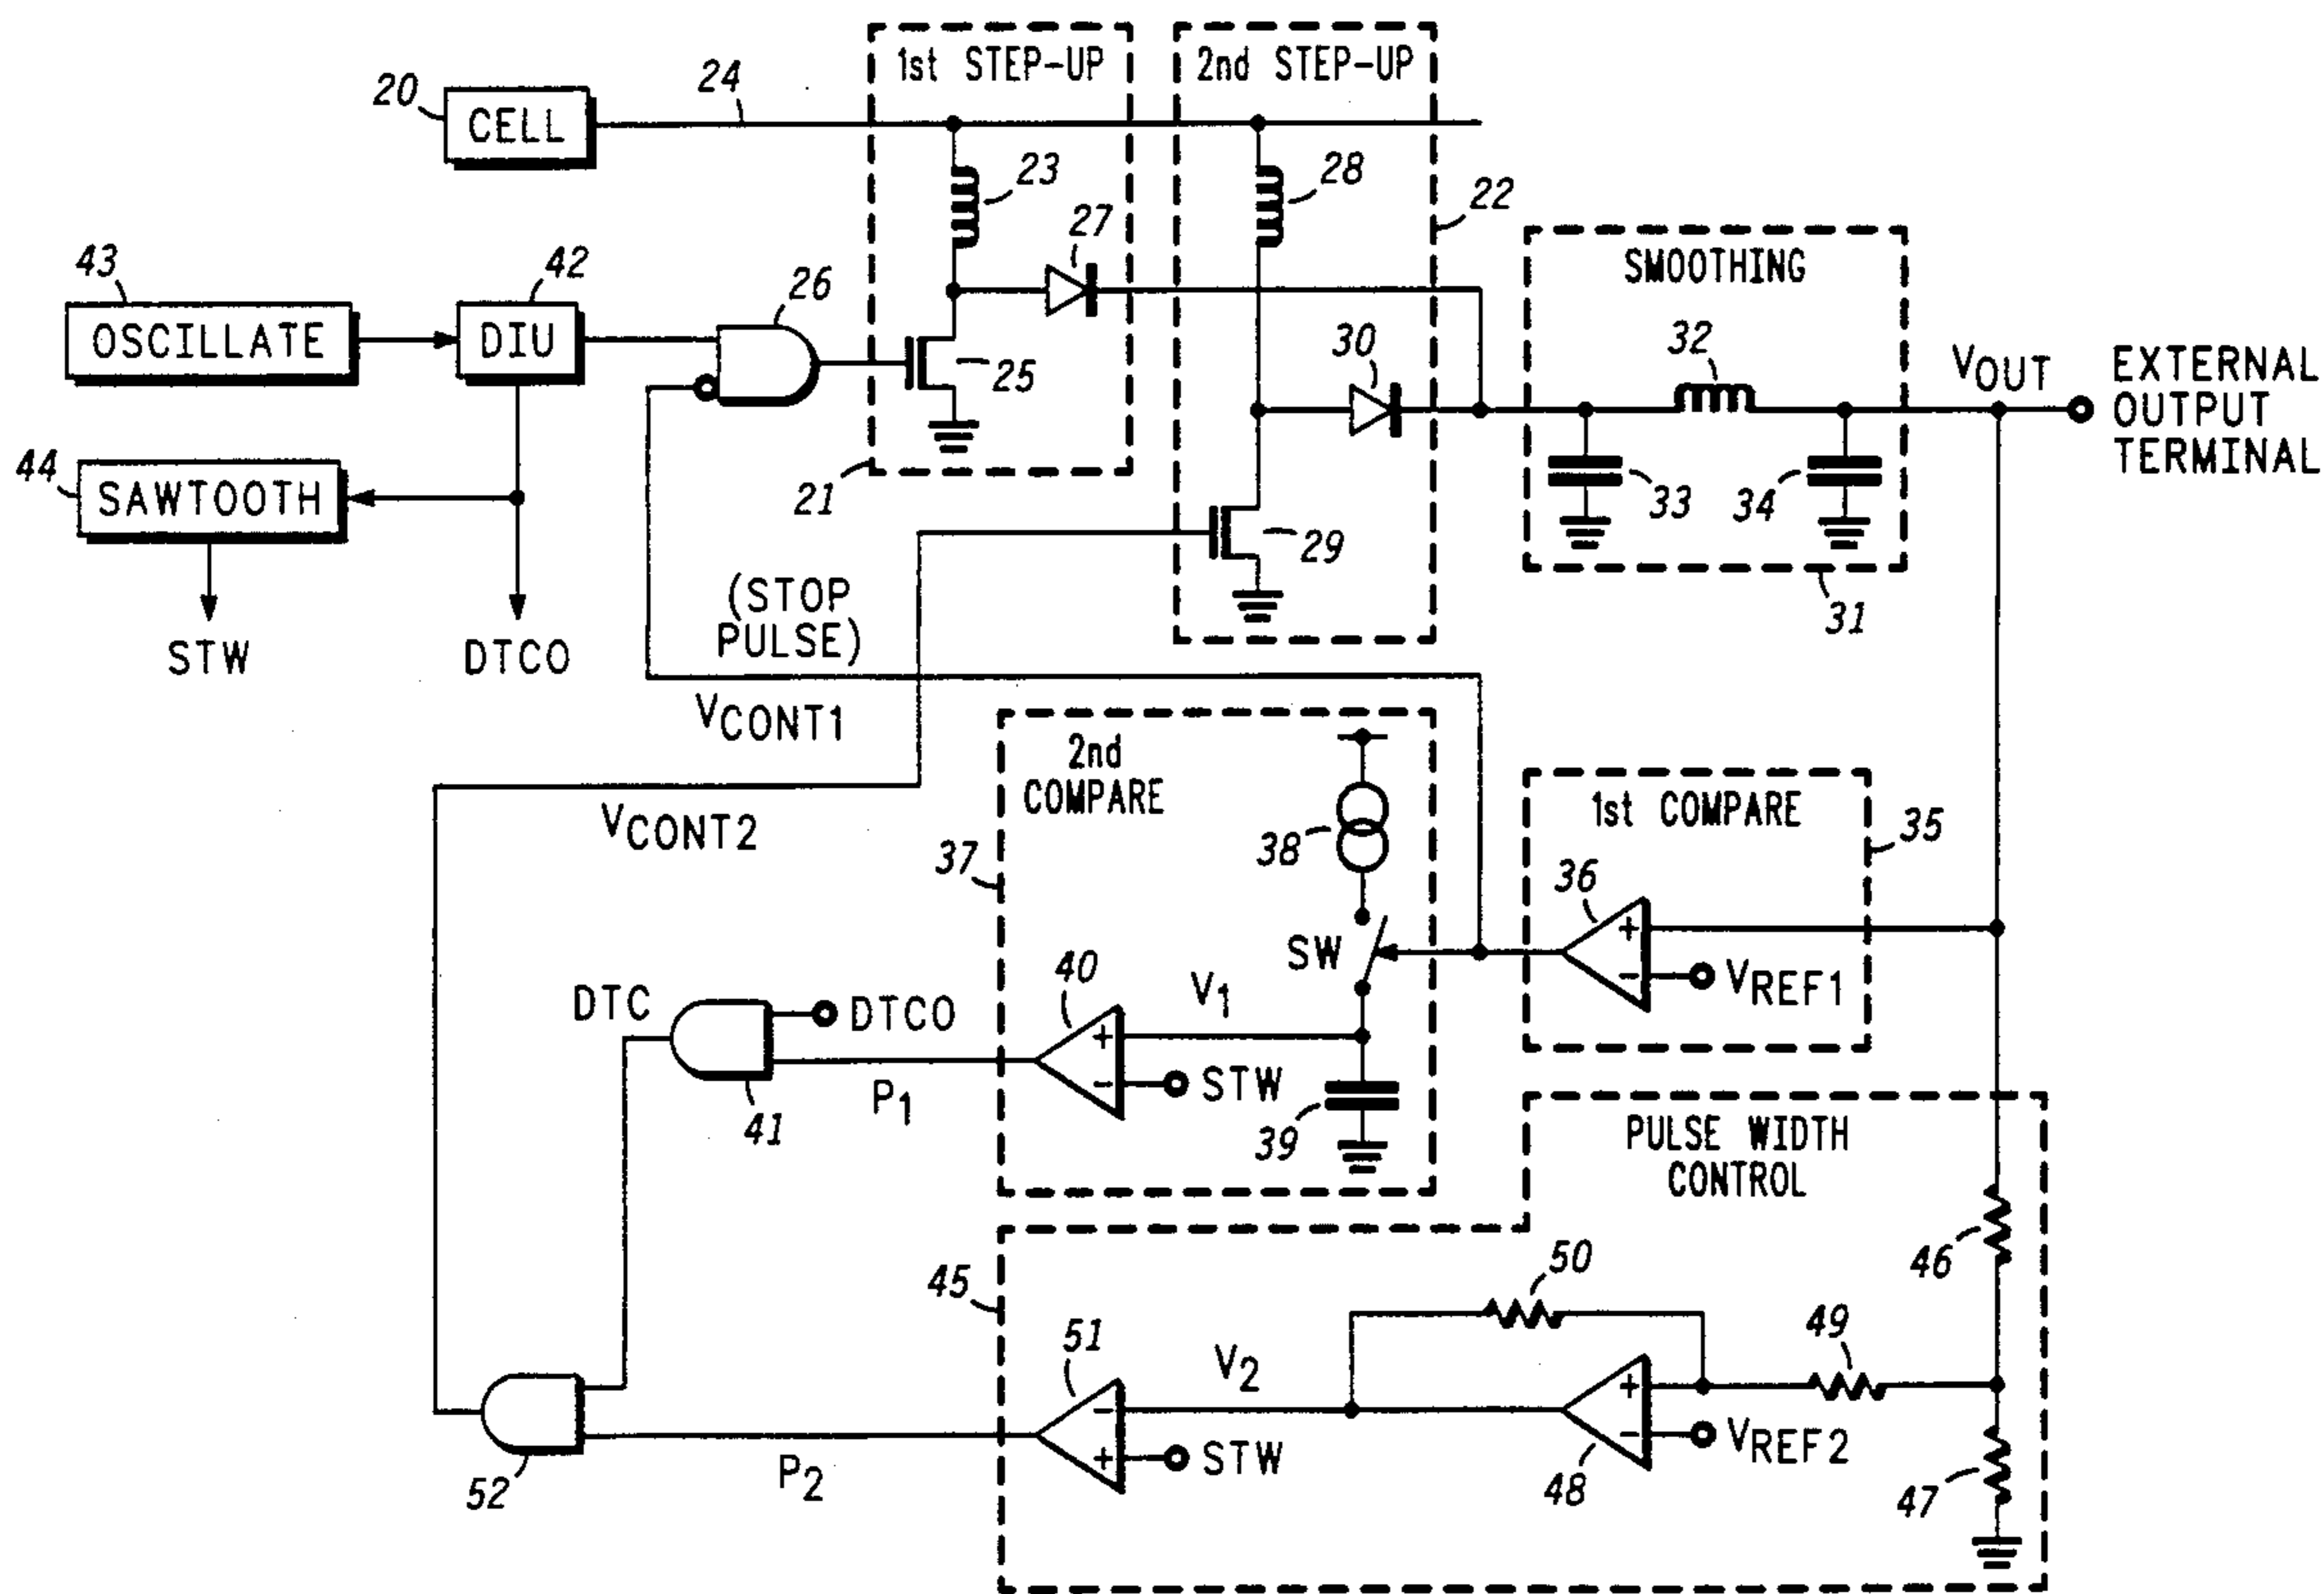 1st STEP-UP
2nd STEP-UP
20
CELL
24
23
28
22
27
SMOOTHING
43
42
26
OSCILLATE
DIU
25
30
32
VOUT
EXTERNAL
OUTPUT
TERMINAL
44
SAWTOOTH
21
33
34
29
31
STW
DTCO
(STOP
PULSE)
VCONT1
2nd
COMPARE
1st COMPARE
VCONT2
38
35
37
36
SW
40
V1
VREF1
DTC
DTCO
STW
P1
41
39
PULSE WIDTH
CONTROL
46
45
50
49
51
V2
VREF2
STW
48
47
52
P2